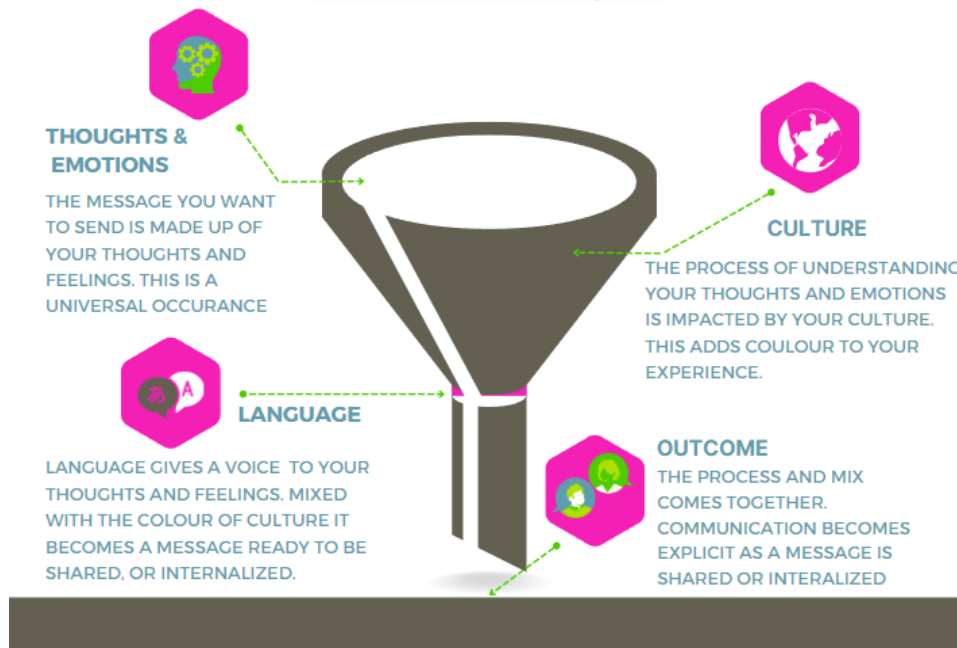 THOUGHTS &
EMOTIONS
THE MESSAGE YOU WANT
TO SEND IS MADE UP OF
YOUR THOUGHTS AND
FEELINGS. THIS IS A
UNIVERSAL OCCURANCE
CULTURE
THE PROCESS OF UNDERSTANDING
YOUR THOUGHTS AND EMOTIONS
IS IMPACTED BY YOUR CULTURE.
THIS ADDS COULOUR TO YOUR
EXPERIENCE.
あ A
LANGUAGE
LANGUAGE GIVES A VOICE TO YOUR
THOUGHTS AND FEELINGS. MIXED
WITH THE COLOUR OF CULTURE IT
BECOMES A MESSAGE READY TO BE
SHARED, OR INTERNALIZED.
OUTCOME
THE PROCESS AND MIX
COMES TOGETHER.
COMMUNICATION BECOMES
EXPLICIT AS A MESSAGE IS
SHARED OR INTERALIZED